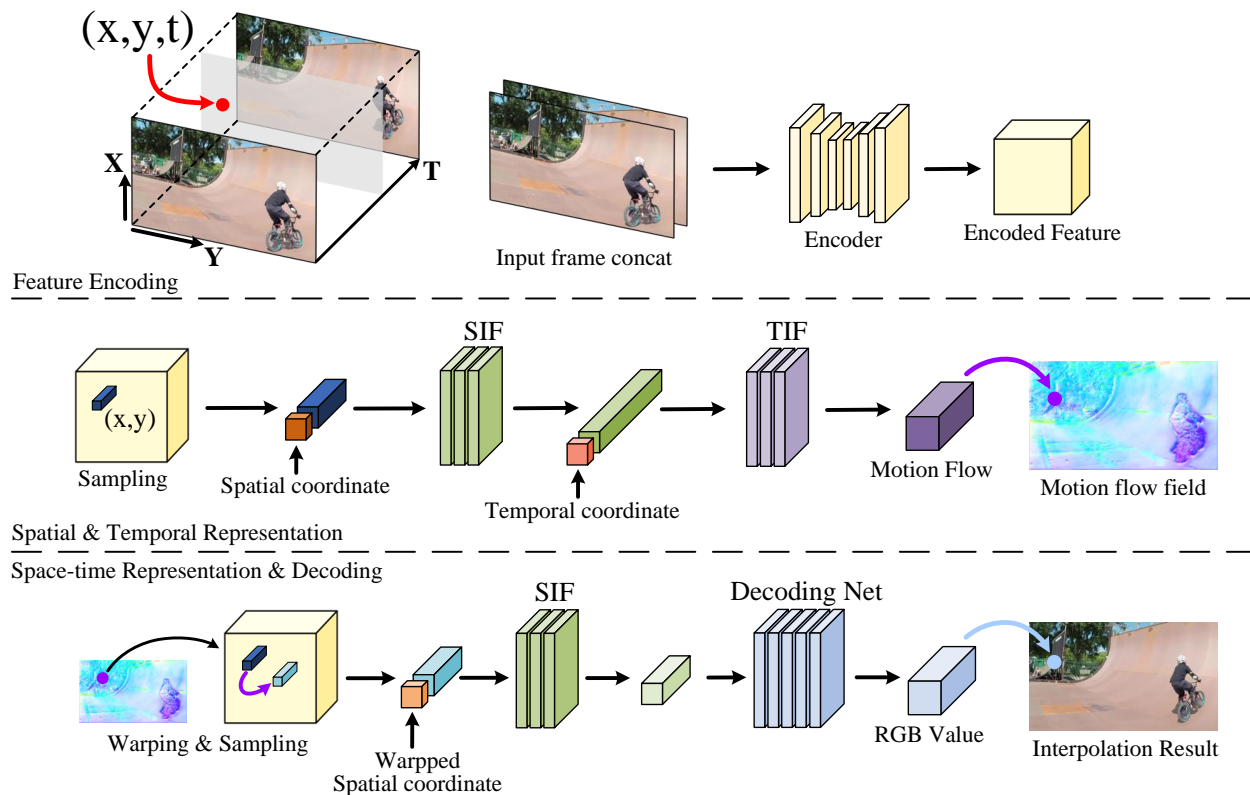 (x,y,t)
X
Y
T
Input frame concat
Encoder
Encoded Feature
Feature Encoding
SIF
TIF
(x,y)
Sampling
Spatial coordinate
Temporal coordinate
Motion Flow
Motion flow field
Spatial & Temporal Representation
Space-time Representation & Decoding
SIF
Decoding Net
Warping & Sampling
Warpped
Spatial coordinate
RGB Value
Interpolation Result